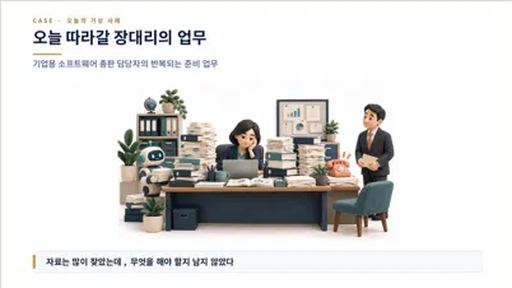 CASE · 오늘의 가상 사례
오늘 따라갈 장대리의 업무
기업용 소프트웨어 총판 담당자의 반복되는 준비 업무
자료는 많이 찾았는데 , 무엇을 해야 할지 남지 않았다